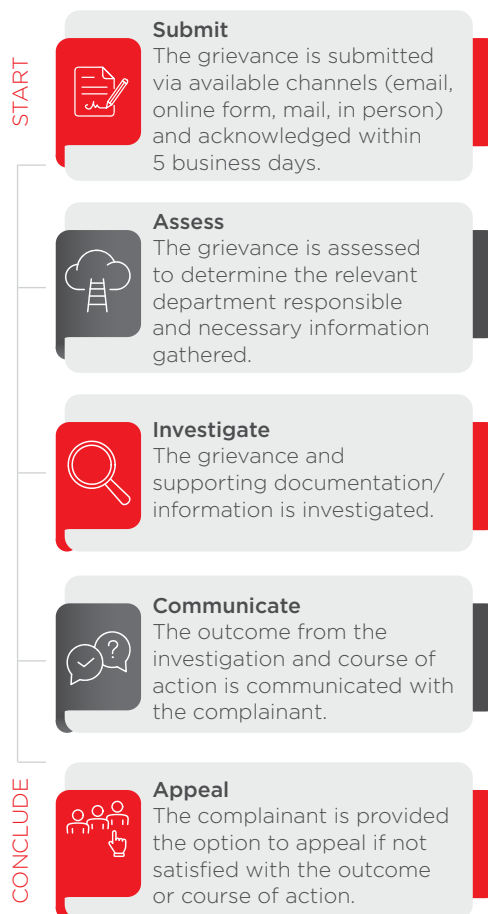 START
Submit
The grievance is submitted
via available channels (email,
online form, mail, in person)
and acknowledged within
5 business days.
Assess
The grievance is assessed
to determine the relevant
department responsible
and necessary information
gathered.
Investigate
The grievance and
supporting documentation/
information is investigated.
Communicate
The outcome from the
investigation and course of
action is communicated with
the complainant.
CONCLUDE
Appeal
The complainant is provided
the option to appeal if not
satisfied with the outcome
or course of action.